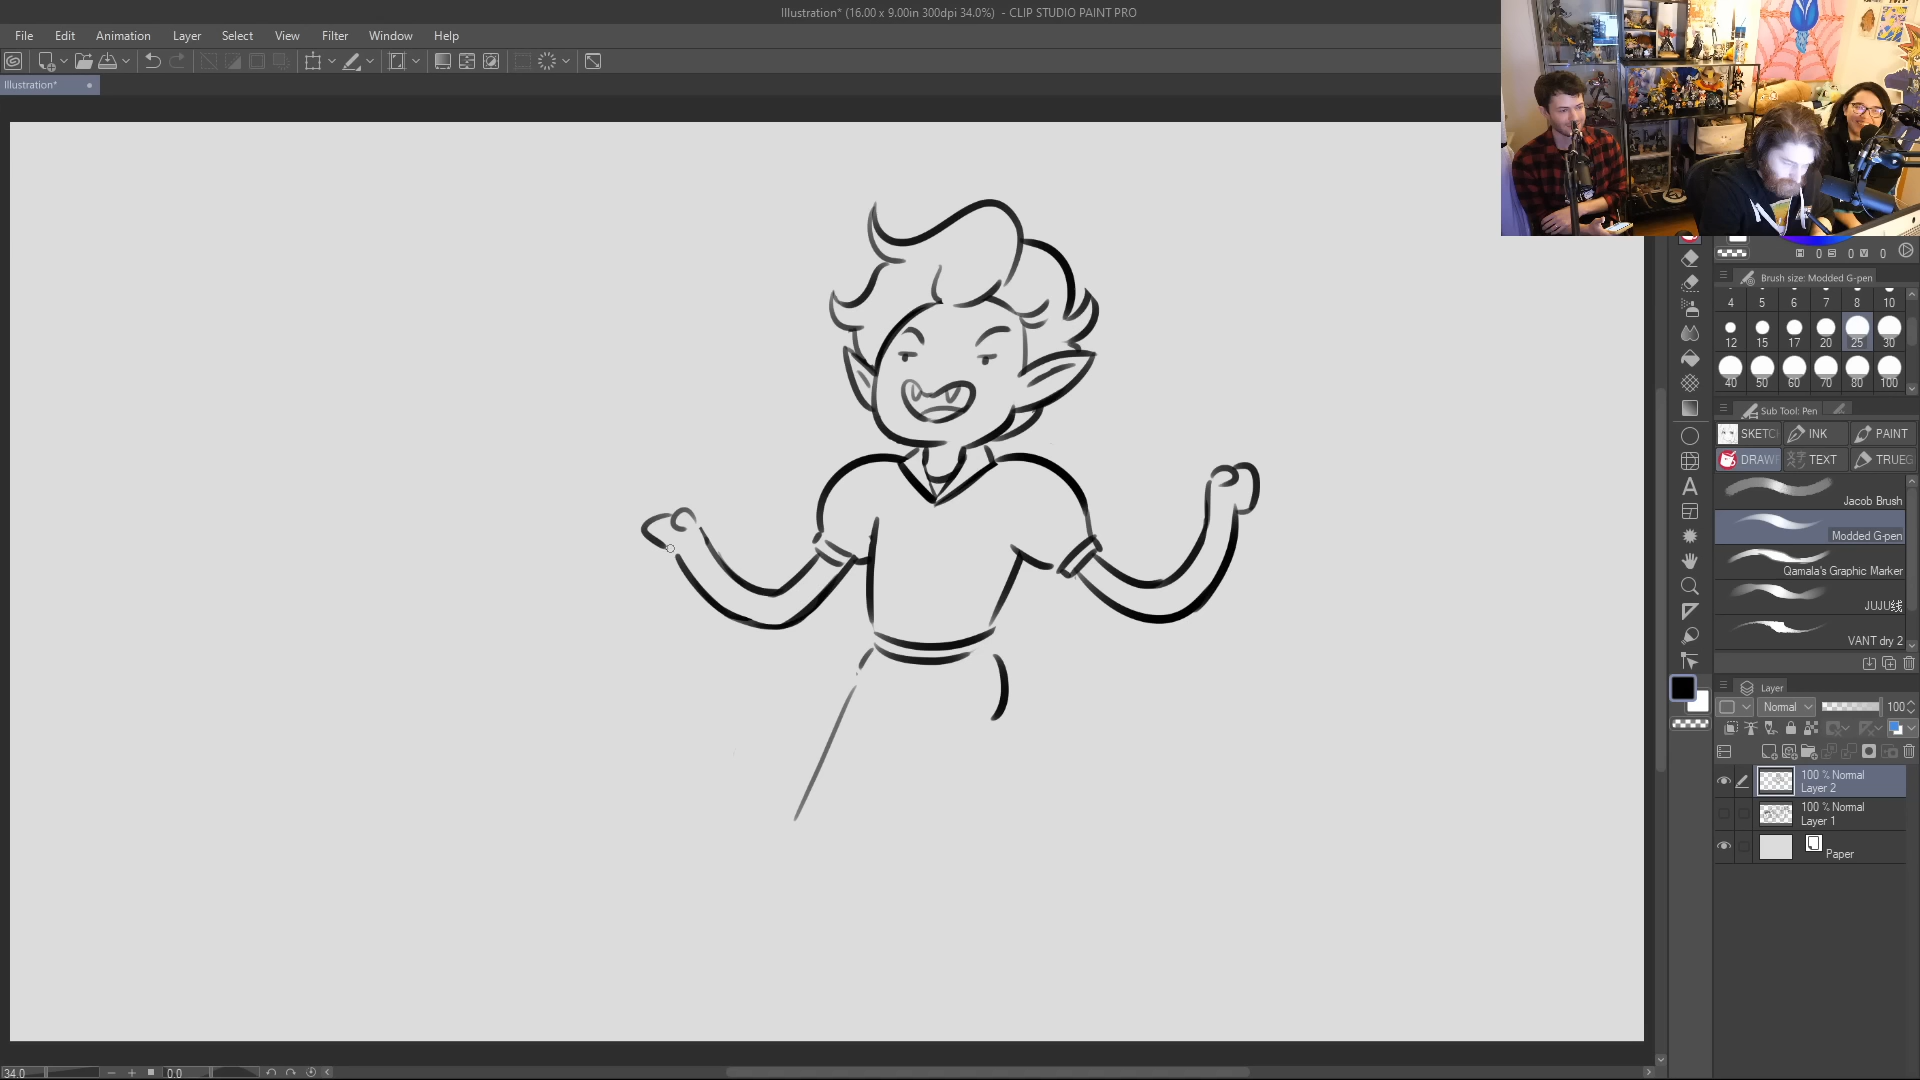 Illustration* (16.00 x 9.00in 300dpi 34.0%) - CLIP STUDIO PAINT PRO
File Edit Animation Layer Select View Filter Window Help
Illustration*
H 0 S 0 V 0
Brush size: Modded G-pen
4 5 6 7 8 10
12 15 17 20 25 30
40 50 60 70 80 100
Sub Tool: Pen
SKETC INK PAINT
DRAW TEXT TRUEG
Jacob Brush
Modded G-pen
Qamala's Graphic Marker
JUJU线
VANT dry 2
Layer
Normal 100
100 % Normal
Layer 2
100 % Normal
Layer 1
Paper
34.0 0.0